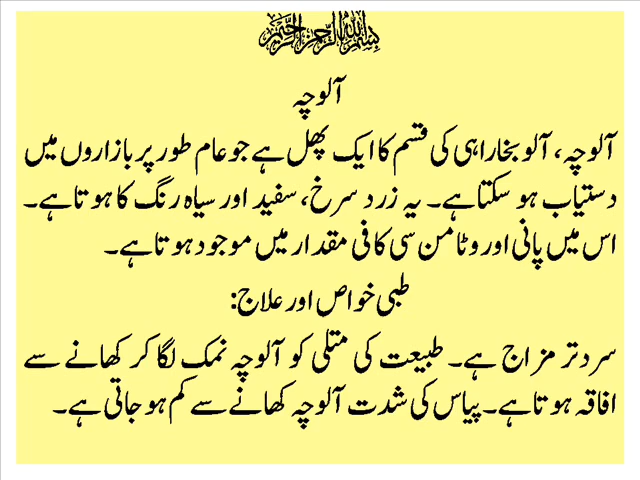 بسم اللہ الرحمن الرحیم
آلوچہ
آلوچہ، آلو بخارا ہی کی قسم کا ایک پھل ہے جو عام طور پر بازاروں میں
دستیاب ہو سکتا ہے۔ یہ زرد سرخ، سفید اور سیاہ رنگ کا ہوتا ہے۔
اس میں پانی اور وٹامن سی کافی مقدار میں موجود ہوتا ہے۔
طبی خواص اور علاج:
سرد تر مزاج ہے۔ طبیعت کی متلی کو آلوچہ نمک لگا کر کھانے سے
افاقہ ہوتا ہے۔ پیاس کی شدت آلوچہ کھانے سے کم ہو جاتی ہے۔